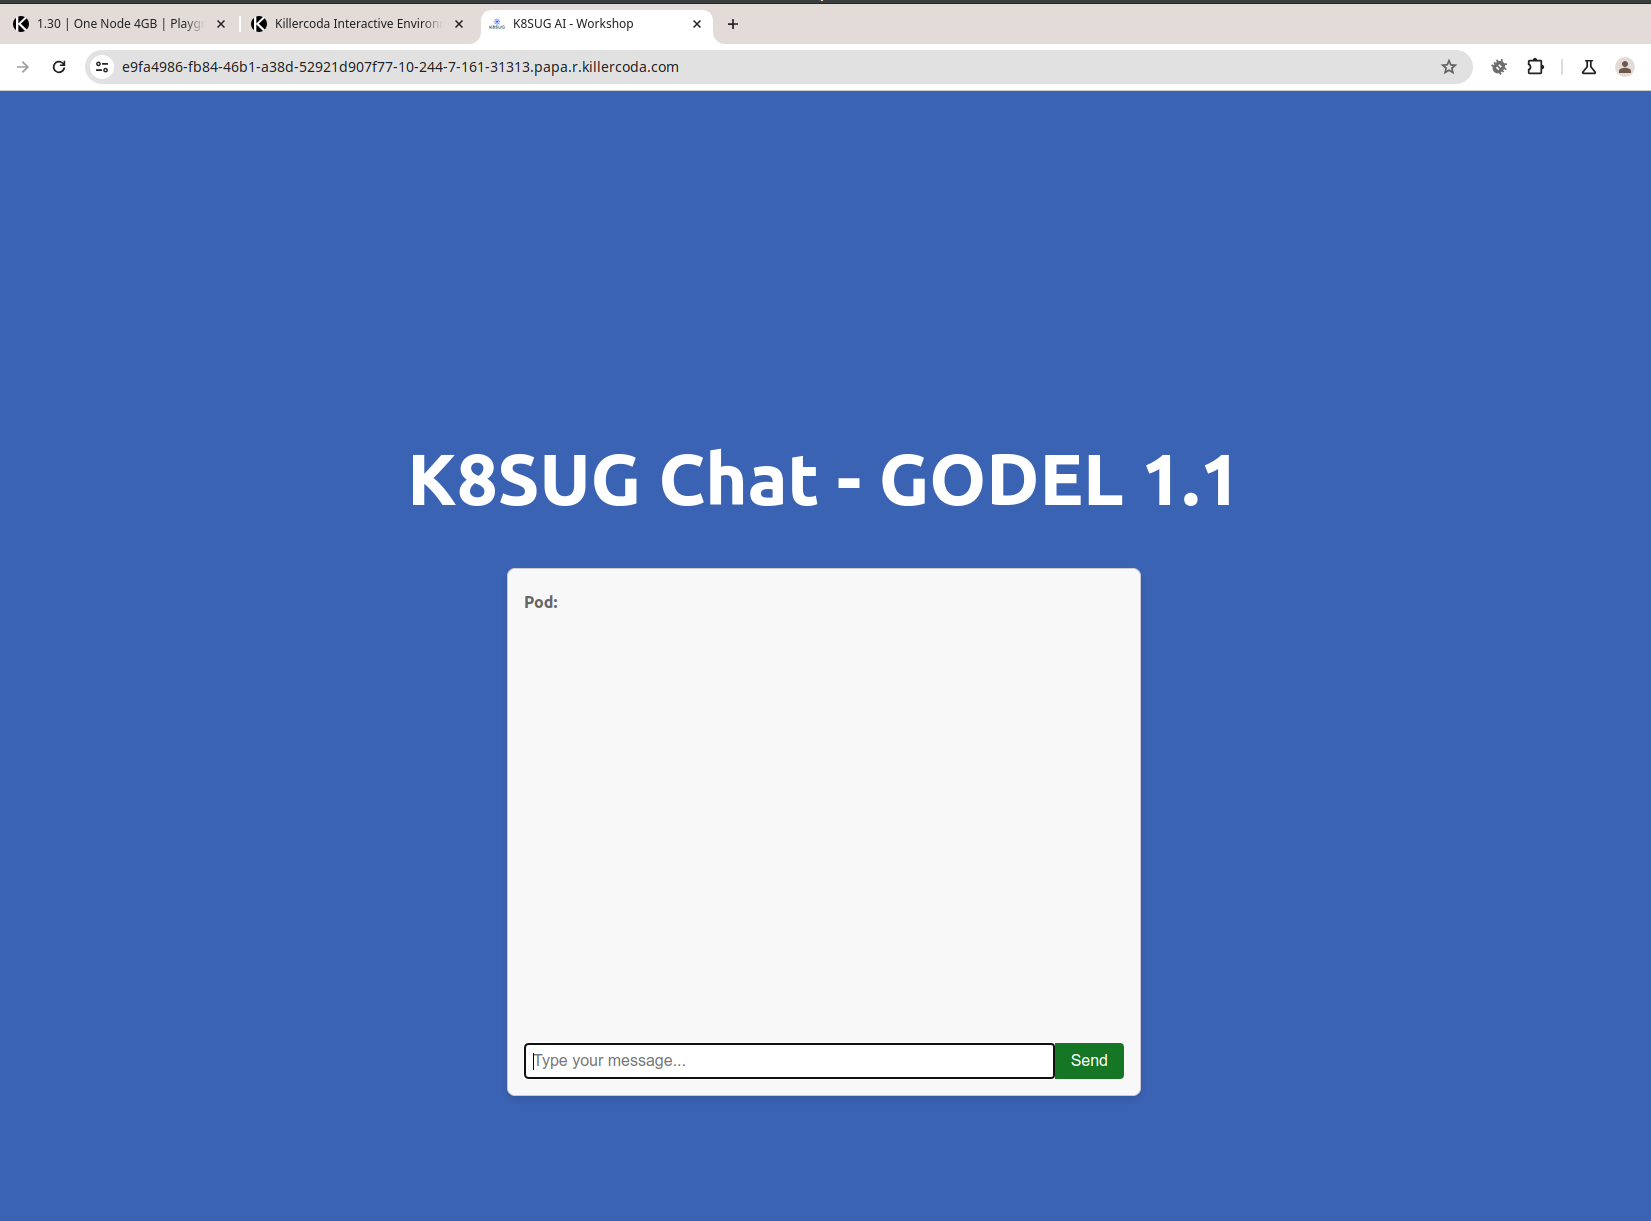 1.30 | One Node 4GB | Playg
Killercoda Interactive Environ
K8SUG AI - Workshop
e9fa4986-fb84-46b1-a38d-52921d907f77-10-244-7-161-31313.papa.r.killercoda.com
K8SUG Chat - GODEL 1.1
Pod:
Type your message...
Send